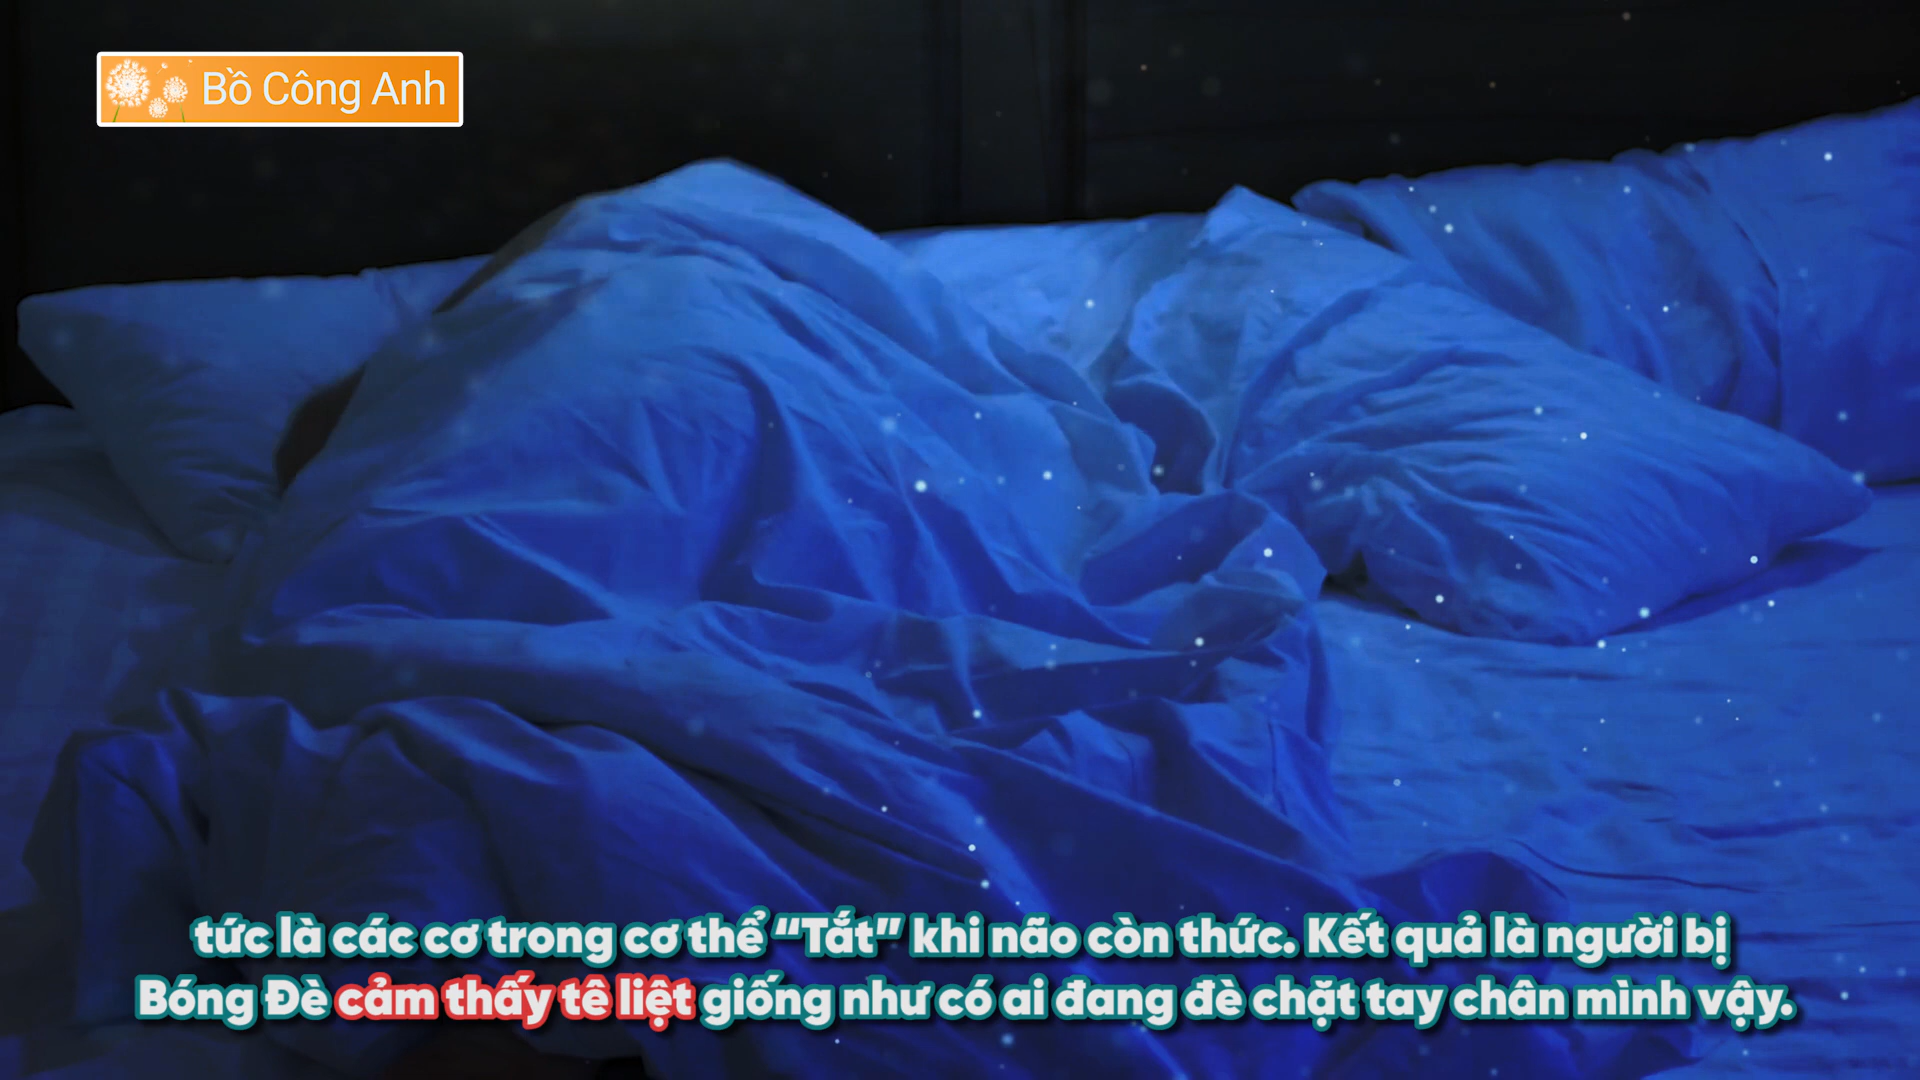 Bồ Công Anh
tức là các cơ trong cơ thể “Tắt” khi não còn thức. Kết quả là người bị
Bóng Đè cảm thấy tê liệt giống như có ai đang đè chặt tay chân mình vậy.